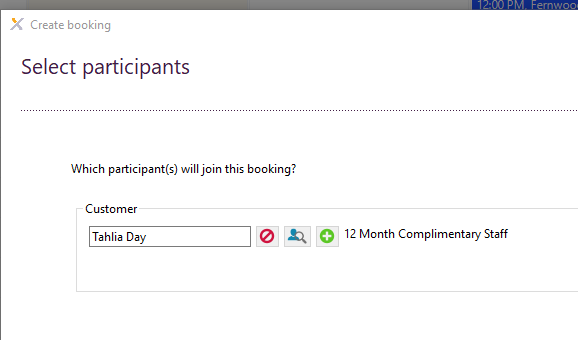 12:00 PM, Fernwood
Create booking
Select participants
Which participant(s) will join this booking?
Customer
Tahlia Day
12 Month Complimentary Staff